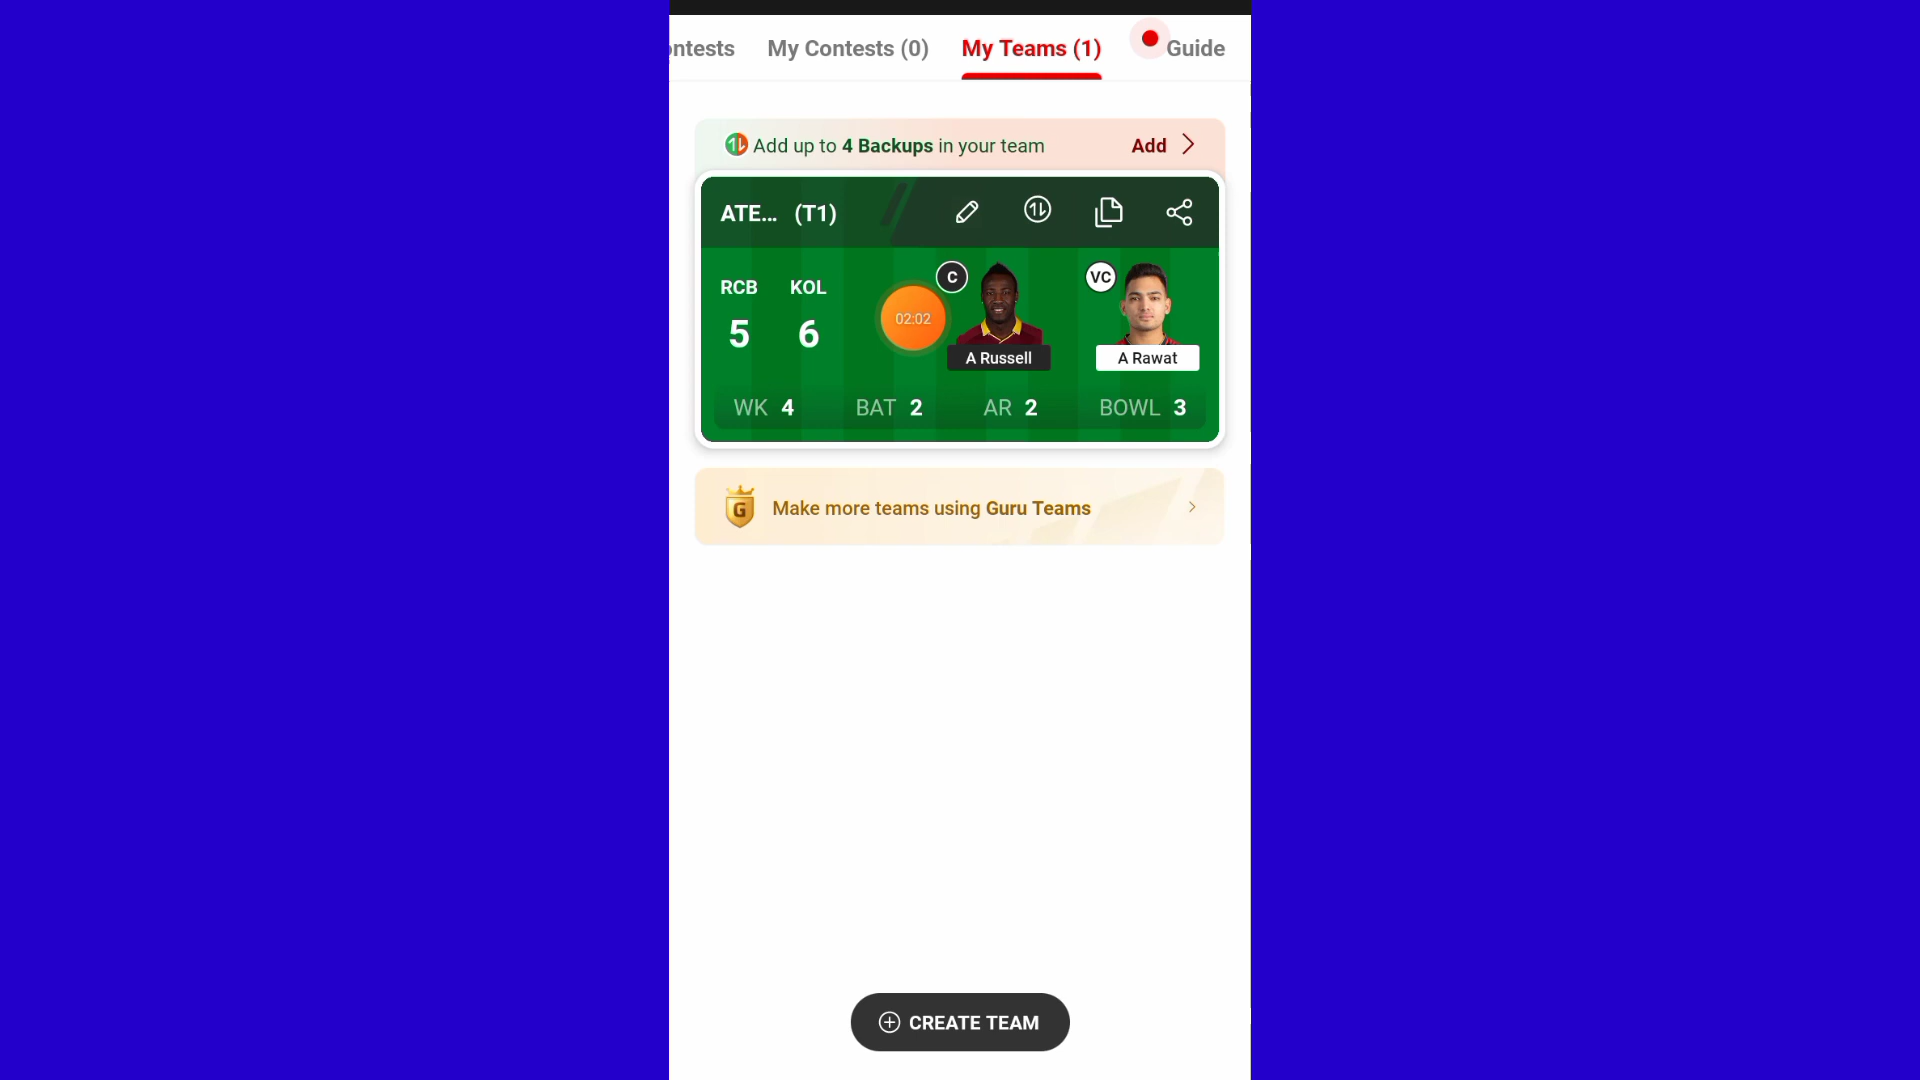 ntests My Contests (0) My Teams (1) Guide
Add up to 4 Backups in your team Add
ATE... (T1)
C VC
RCB KOL
5 6
02:02
A Russell A Rawat
WK 4 BAT 2 AR 2 BOWL 3
G Make more teams using Guru Teams
CREATE TEAM